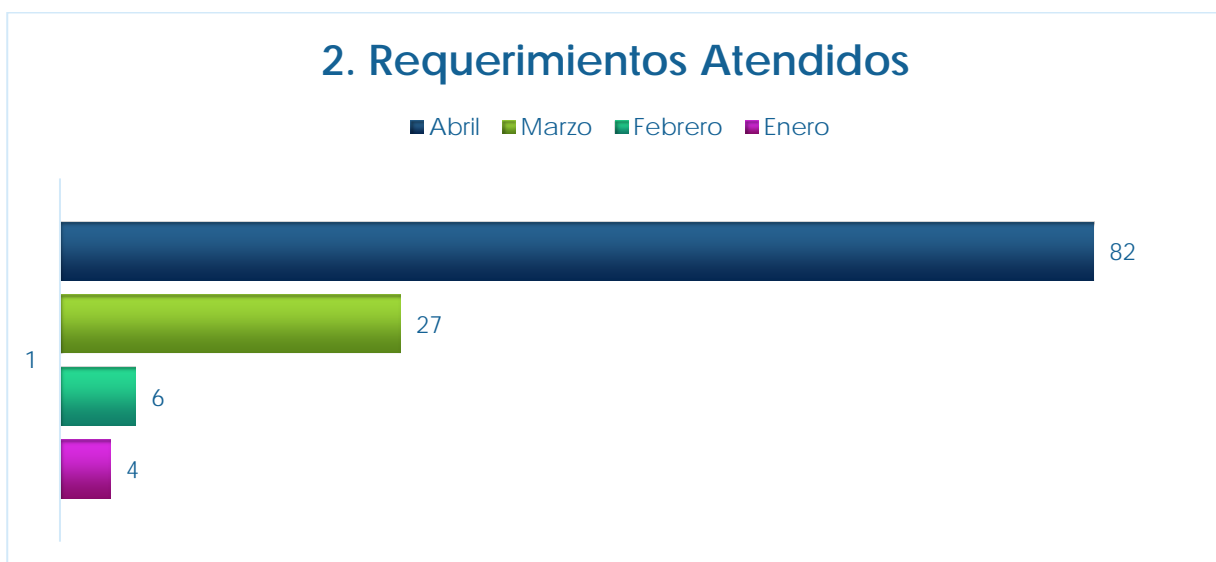 2. Requerimientos Atendidos
Abril Marzo Febrero Enero
82
27
1
6
4